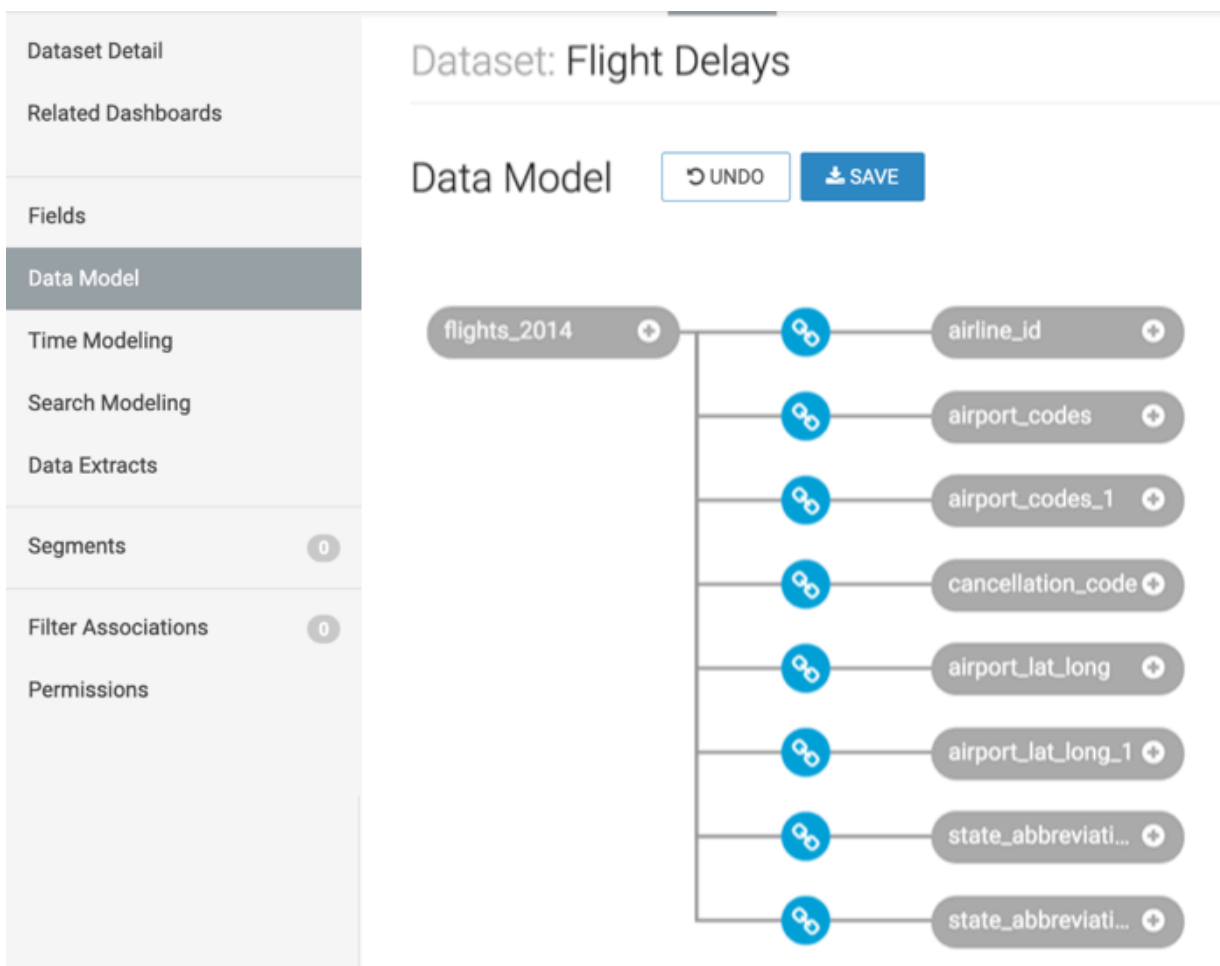 Dataset Detail
Related Dashboards
Fields
Data Model
Time Modeling
Search Modeling
Data Extracts
Segments 0
Filter Associations 0
Permissions
Dataset: Flight Delays
Data Model UNDO SAVE
flights_2014
airline_id
airport_codes
airport_codes_1
cancellation_code
airport_lat_long
airport_lat_long_1
state_abbreviati...
state_abbreviati...